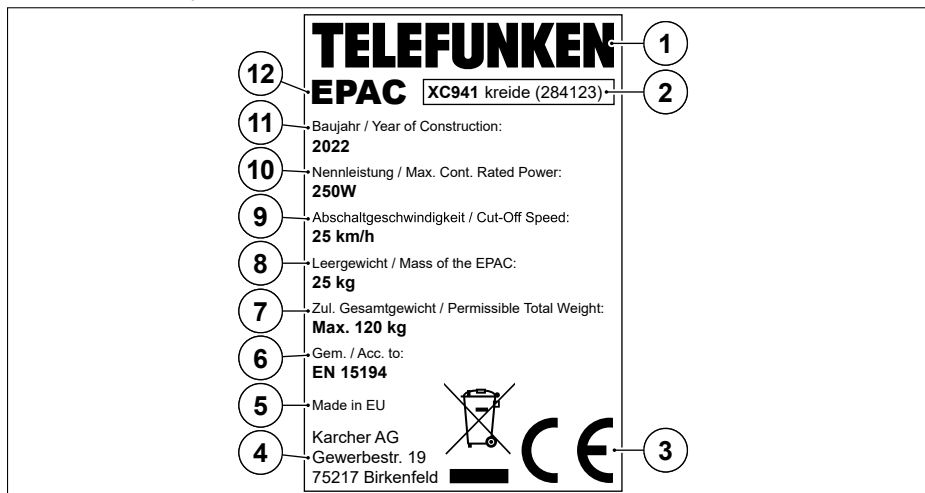 TELEFUNKEN
1
12
EPAC
XC941 kreide (284123)
2
11
Baujahr / Year of Construction:
2022
10
Nennleistung / Max. Cont. Rated Power:
250W
9
Abschaltgeschwindigkeit / Cut-Off Speed:
25 km/h
8
Leergewicht / Mass of the EPAC:
25 kg
7
Zul. Gesamtgewicht / Permissible Total Weight:
Max. 120 kg
6
Gem. / Acc. to:
EN 15194
5
Made in EU
4
Karcher AG
Gewerbestr. 19
75217 Birkenfeld
CE
3